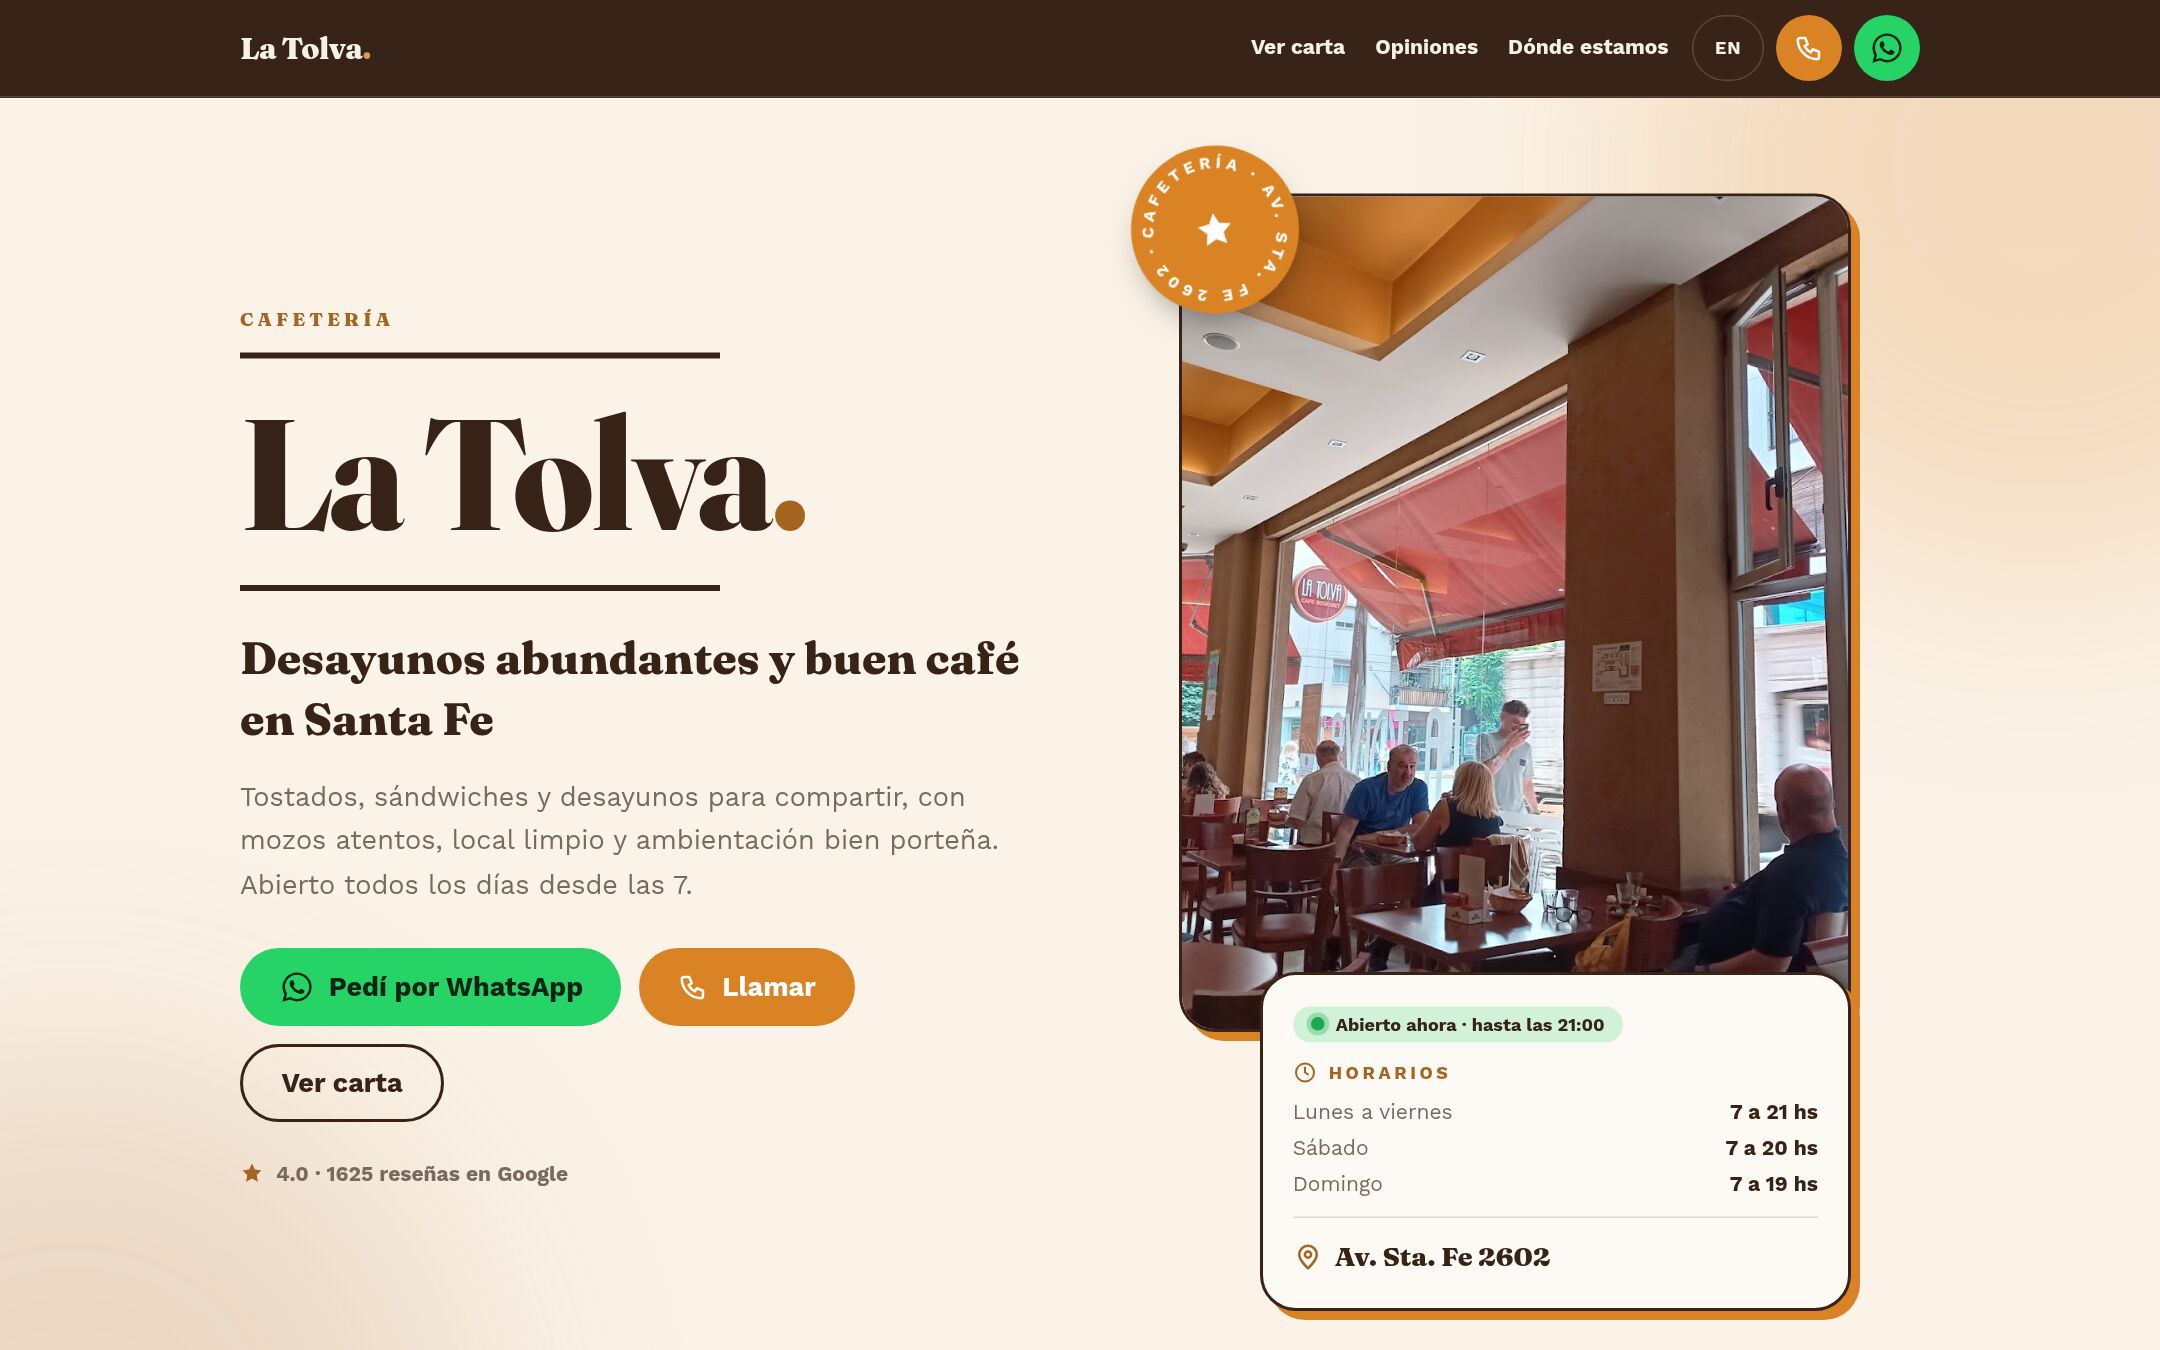 La Tolva.
Ver carta
Opiniones
Dónde estamos
EN
CAFETERÍA · AV. STA. FE 2602 ·
CAFETERÍA
La Tolva.
Desayunos abundantes y buen café
en Santa Fe
Tostados, sándwiches y desayunos para compartir, con
mozos atentos, local limpio y ambientación bien porteña.
Abierto todos los días desde las 7.
Pedí por WhatsApp
Llamar
Ver carta
4.0 · 1625 reseñas en Google
LA TOLVA
CAFE GOURMET
Abierto ahora · hasta las 21:00
HORARIOS
Lunes a viernes 7 a 21 hs
Sábado 7 a 20 hs
Domingo 7 a 19 hs
Av. Sta. Fe 2602